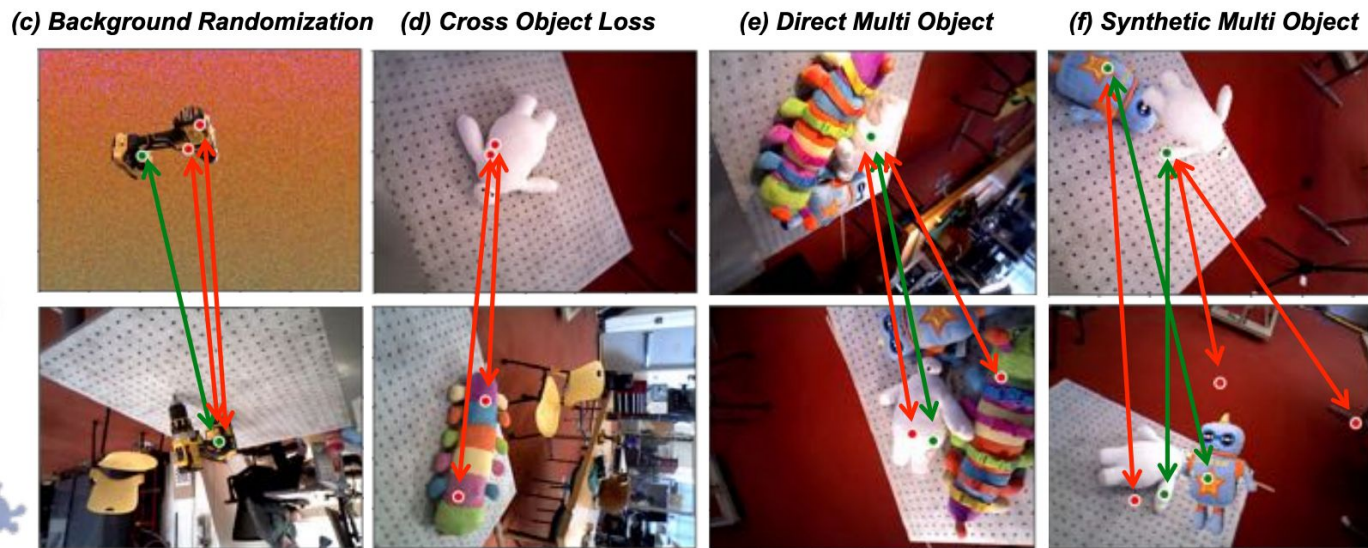 (c) Background Randomization (d) Cross Object Loss (e) Direct Multi Object (f) Synthetic Multi Object